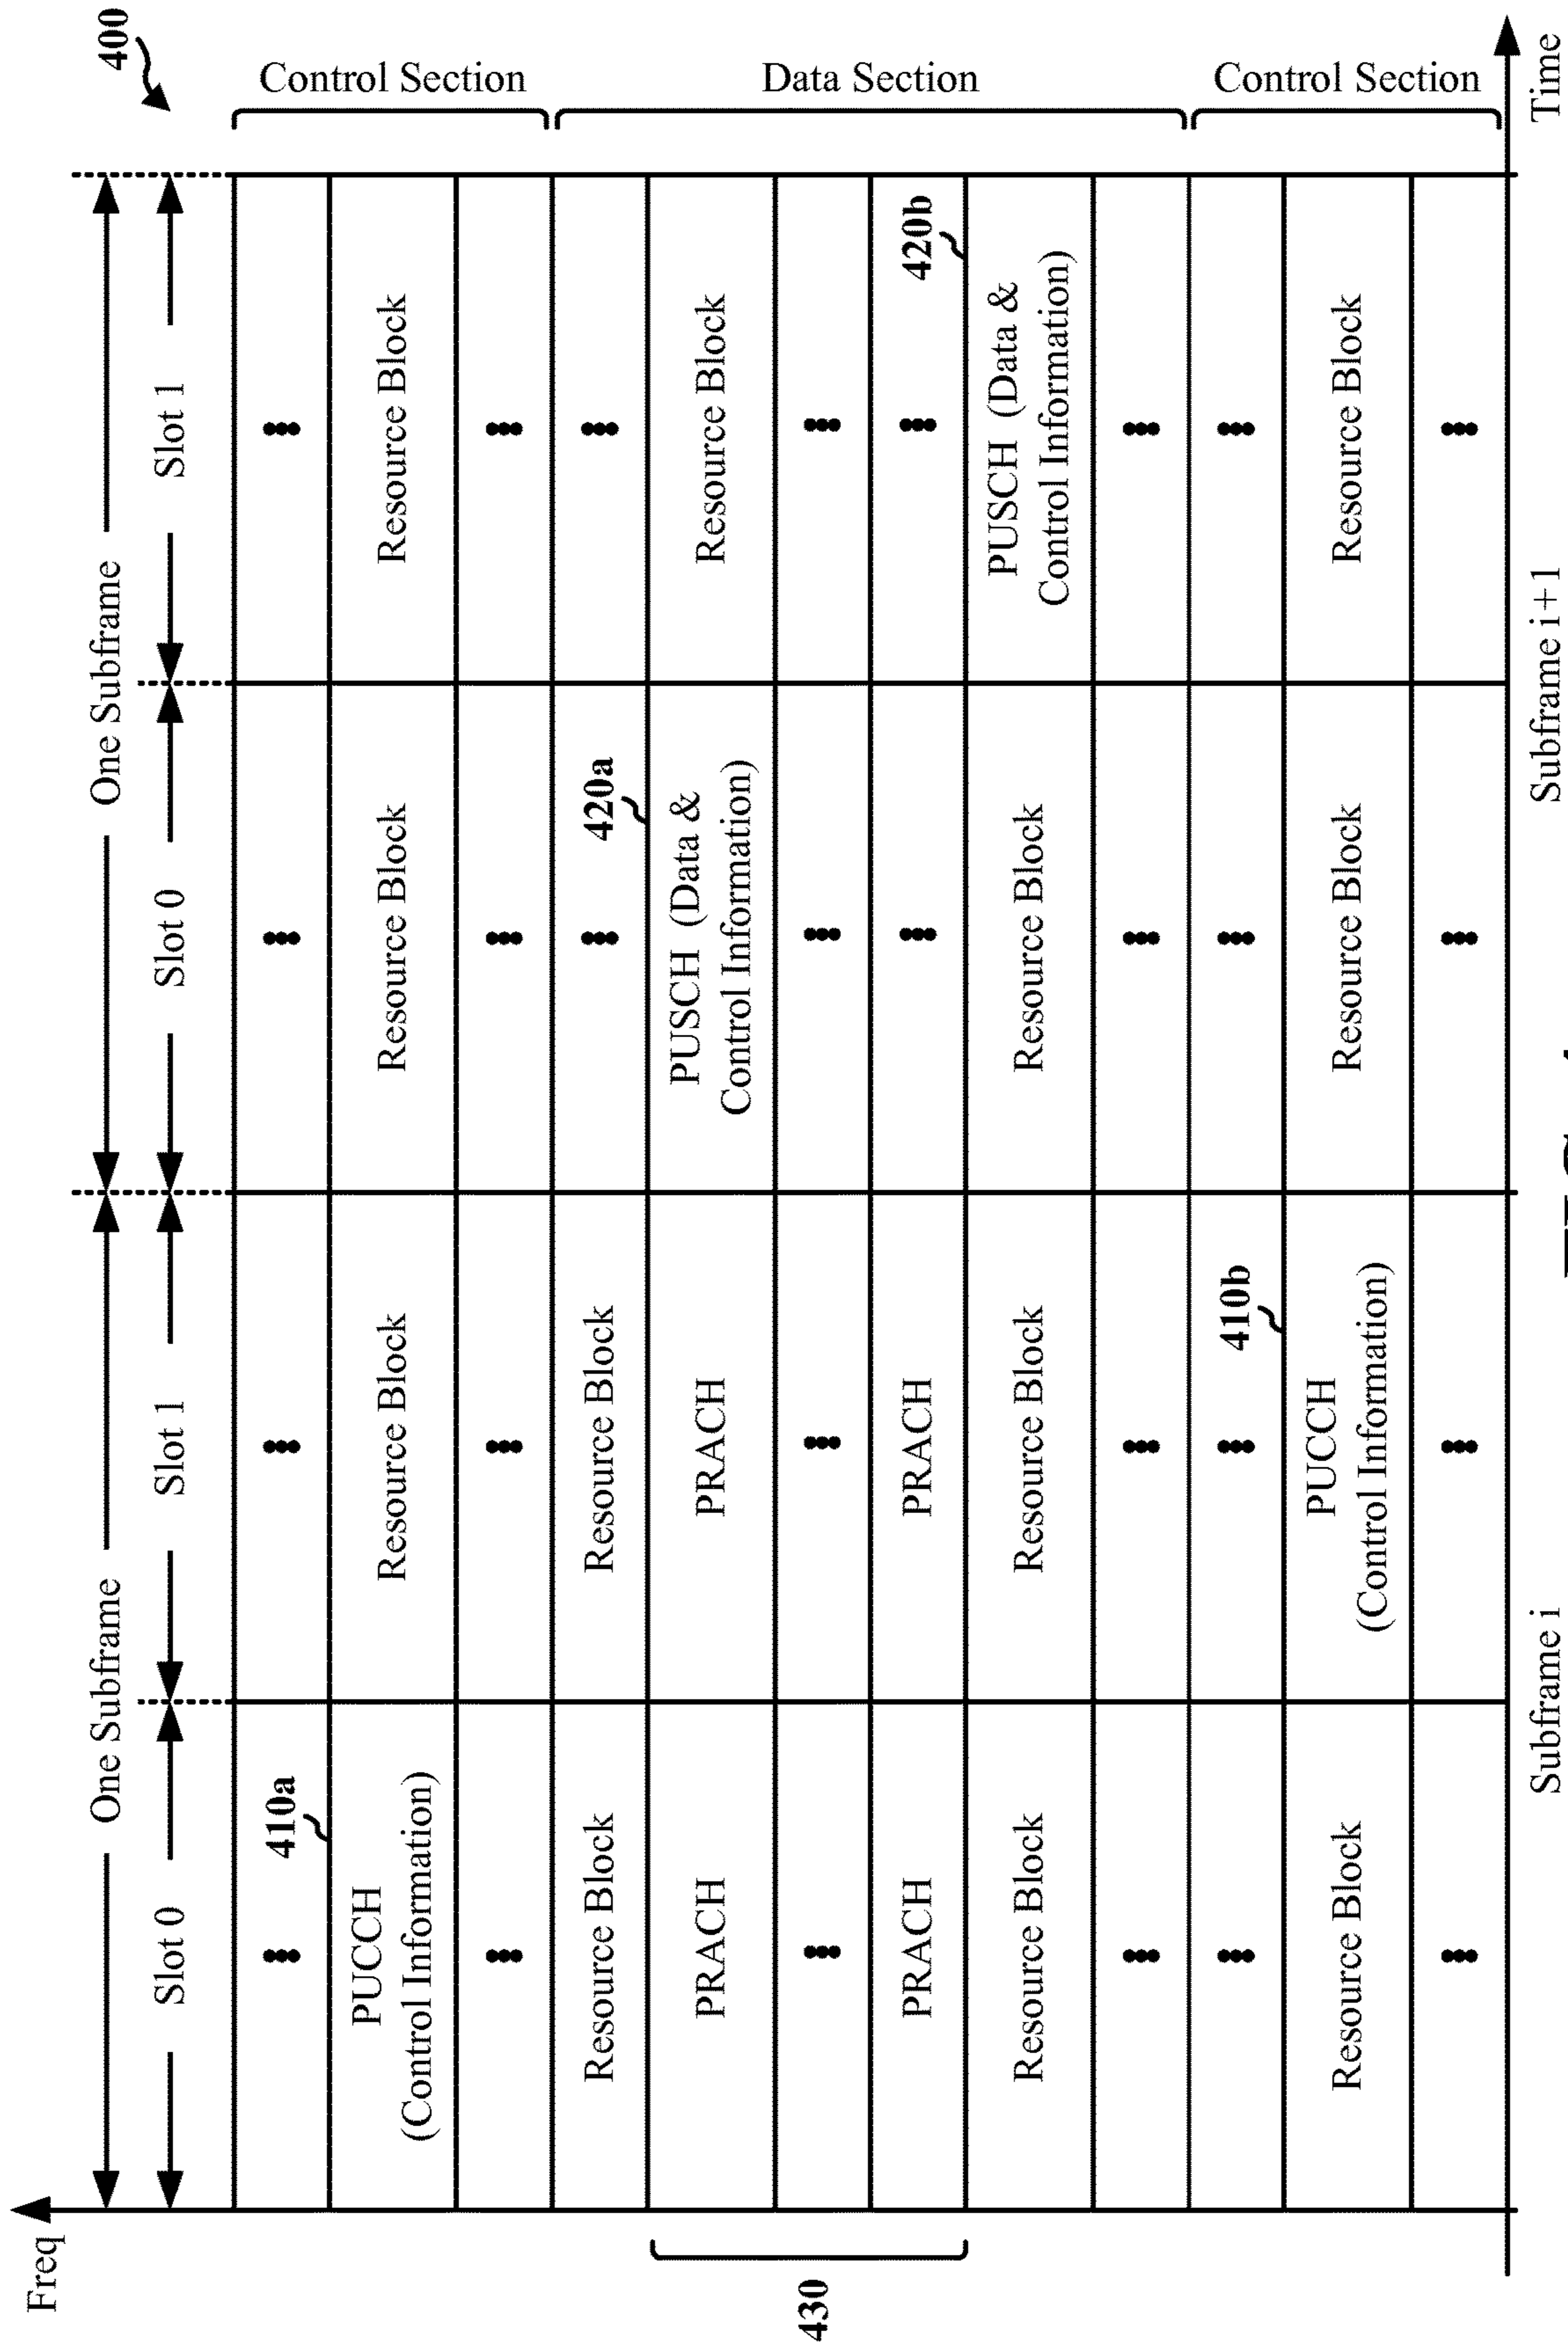 400
Freq
One Subframe
One Subframe
Slot 0
Slot 1
Slot 0
Slot 1
410a
PUCCH
(Control Information)
Resource Block
Resource Block
Resource Block
Control Section
Resource Block
Resource Block
420a
430
PRACH
PRACH
PUSCH (Data &
Control Information)
Resource Block
Data Section
PRACH
PRACH
420b
Resource Block
Resource Block
Resource Block
PUSCH (Data &
Control Information)
410b
Resource Block
PUCCH
(Control Information)
Resource Block
Resource Block
Control Section
Subframe i
Subframe i + 1
Time